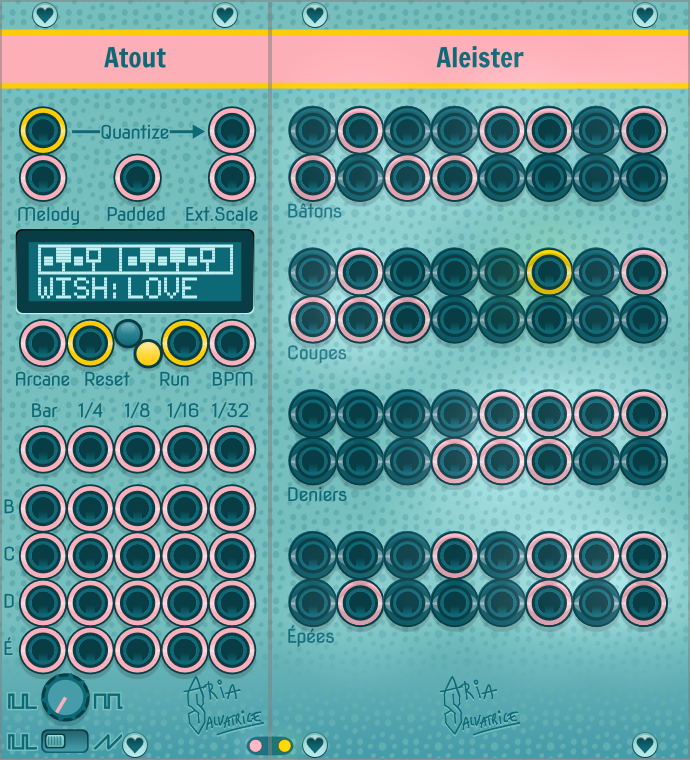 Atout
Aleister
Quantize
Melody Padded Ext.Scale
WISH: LOVE
Arcane Reset Run BPM
Bar 1/4 1/8 1/16 1/32
B
C
D
É
Aria
Salvatrice
Bâtons
Coupes
Deniers
Épées
Aria
Salvatrice